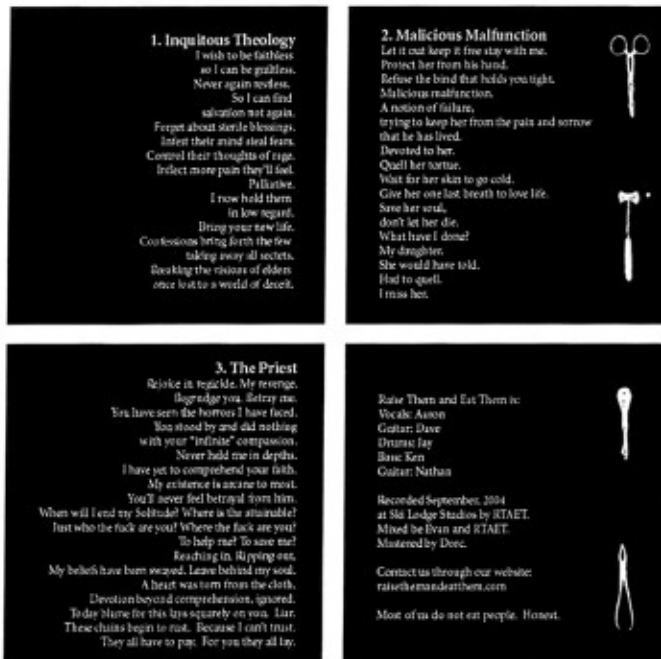 1. Inquitous Theology
I wish to be faithless
so I can be guiltless.
Never again restless.
So I can find
salvation not again.
Forget about sterile blessings.
Infest their mind steal fears.
Control their thoughts of rage.
Inflect more pain they'll feel.
Palliative.
I now hold them
in low regard.
Bring your new life.
Confessions bring forth the few
taking away all secrets.
Breaking the visions of elders
once lost to a world of deceit.
2. Malicious Malfunction
Let it out keep it free stay with me.
Protect her from his hand.
Refuse the bind that holds you tight.
Malicious malfunction.
A notion of failure,
trying to keep her from the pain and sorrow
that he has lived.
Devoted to her.
Quell her tortue.
Wait for her skin to go cold.
Give her one last breath to love life.
Save her soul,
don't let her die.
What have I done?
My daughter.
She would have told.
Had to quell.
I miss her.
3. The Priest
Rejoice in regickle. My revenge.
Begrudge you. Betray me.
You have seen the horrors I have faced.
You stood by and did nothing
with your "infinite" compassion.
Never held me in depths.
I have yet to comprehend your faith.
My existence is arcane to most.
You'll never feel betrayal from him.
When will I end my Solitude? Where is the attainable?
Just who the fuck are you? Where the fuck are you?
To help me? To save me?
Reaching in. Ripping out.
My beliefs have been swayed. Leave behind my soul.
A heart was torn from the cloth.
Devotion beyond comprehension, ignored.
Today blame for this lays squarely on you. Liar.
These chains begin to rust. Because I can't trust.
They all have to pay. For you they all lay.
Raise Them and Eat Them is:
Vocals: Aaron
Guitar: Dave
Drums: Jay
Bass: Ken
Guitar: Nathan
Recorded September, 2004
at Ski Lodge Studios by RTAET.
Mixed be Evan and RTAET.
Mastered by Dorc.
Contact us through our website:
raisethemandeatthem.com
Most of us do not eat people. Honest.